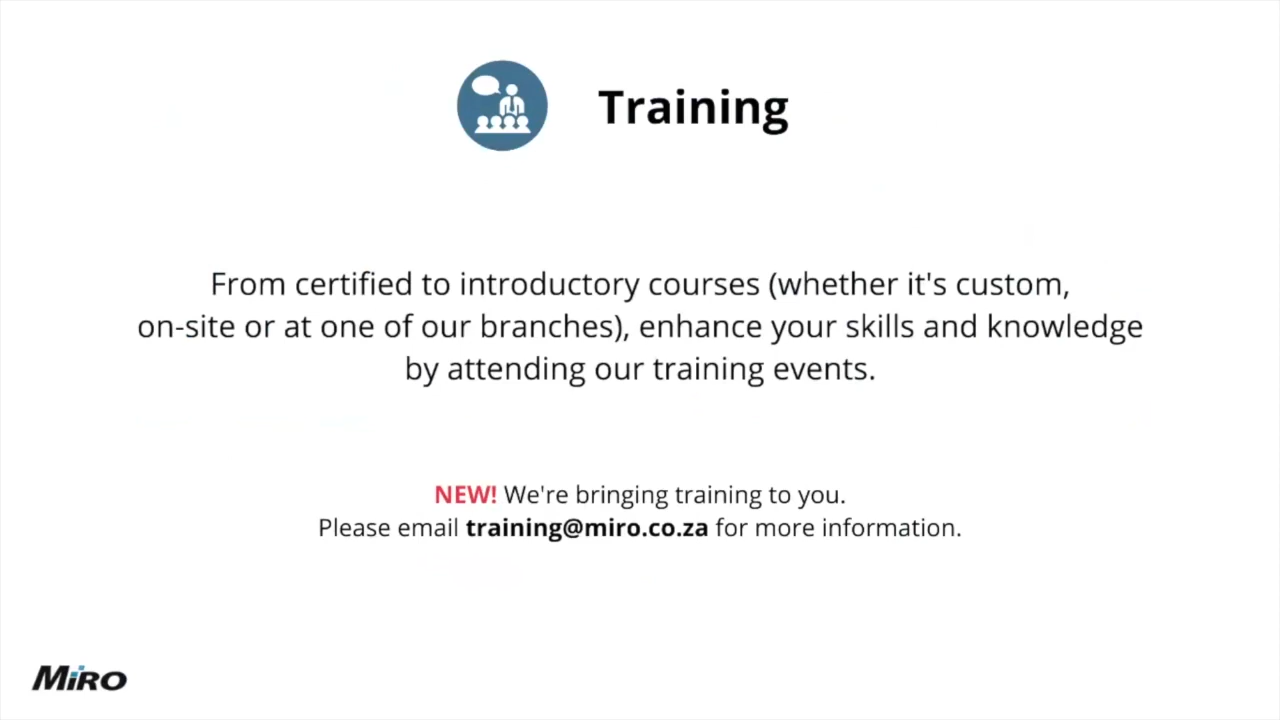 Training
From certified to introductory courses (whether it's custom,
on-site or at one of our branches), enhance your skills and knowledge
by attending our training events.
NEW! We're bringing training to you.
Please email training@miro.co.za for more information.
MiRO